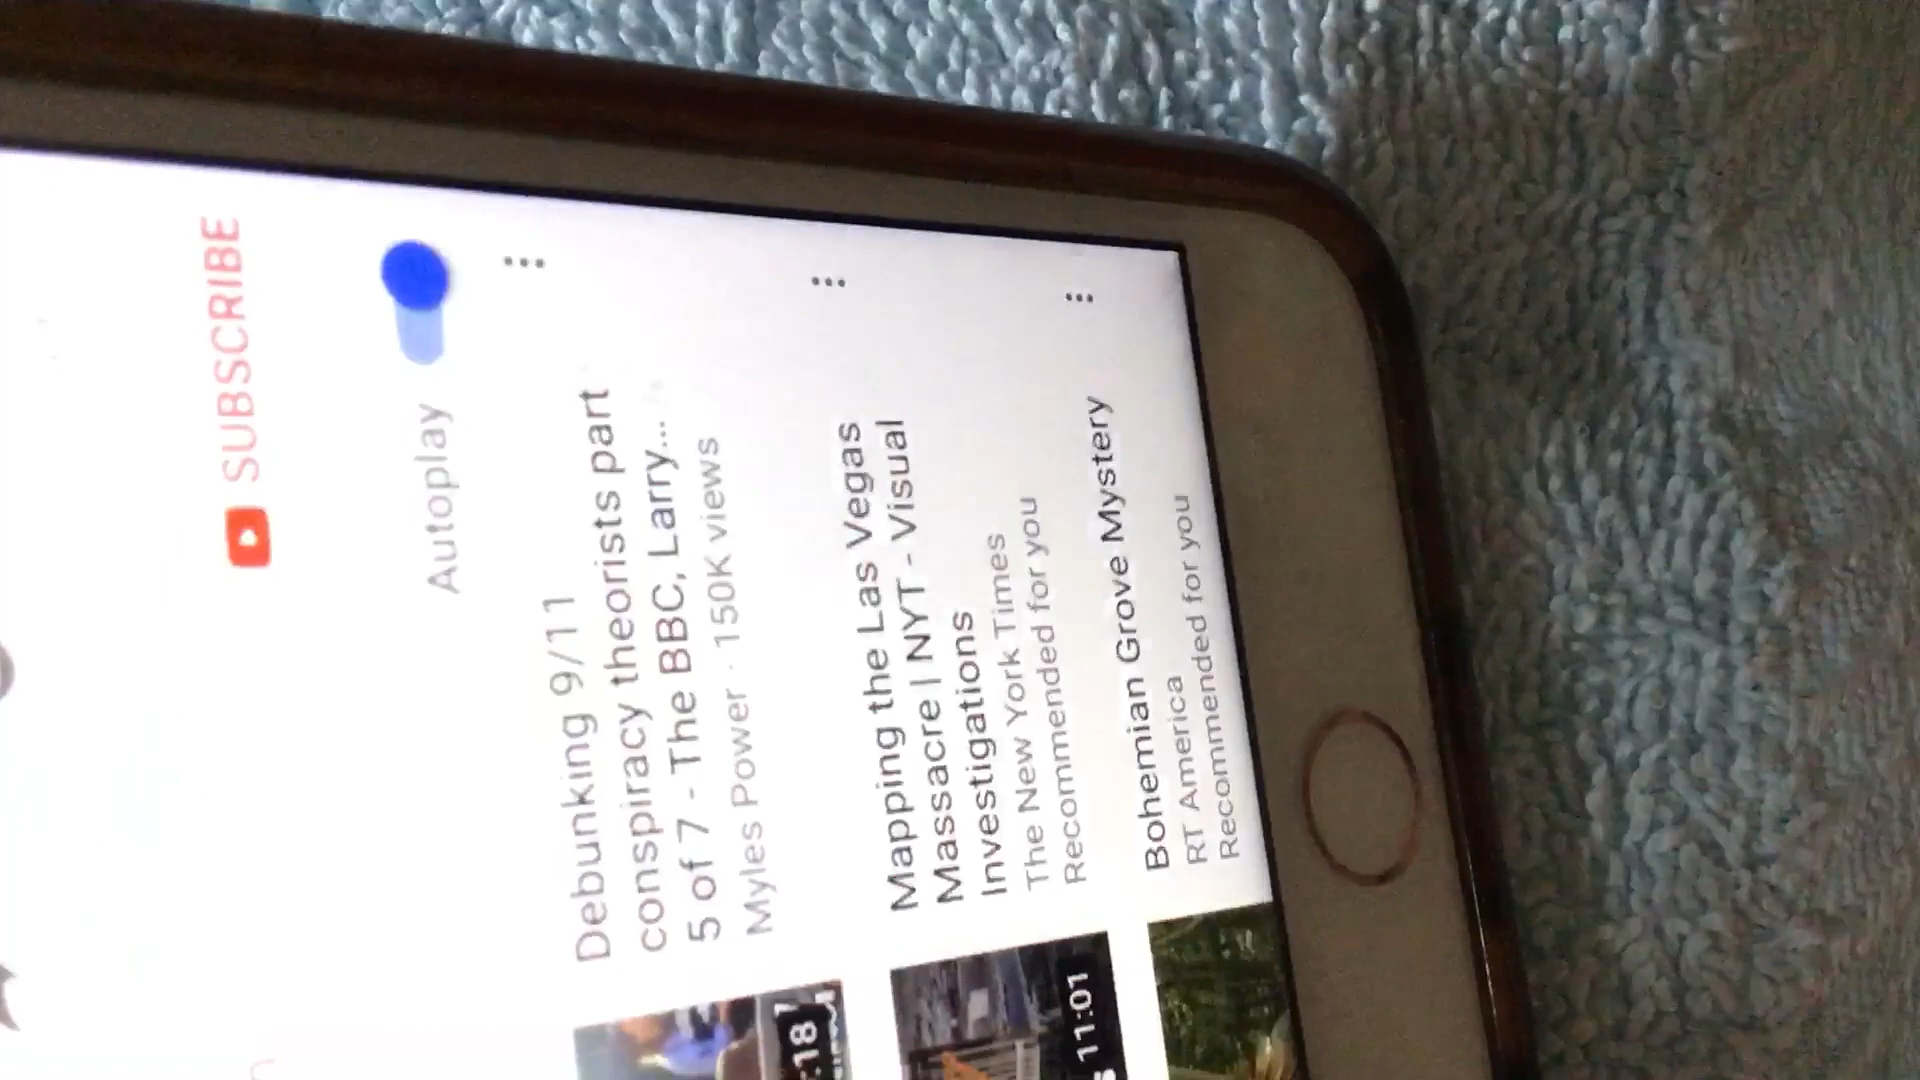 SUBSCRIBE
Autoplay
Debunking 9/11
conspiracy theorists part
5 of 7 - The BBC, Larry...
Myles Power · 150K views
:18
Mapping the Las Vegas
Massacre | NYT - Visual
Investigations
The New York Times
Recommended for you
11:01
Bohemian Grove Mystery
RT America
Recommended for you